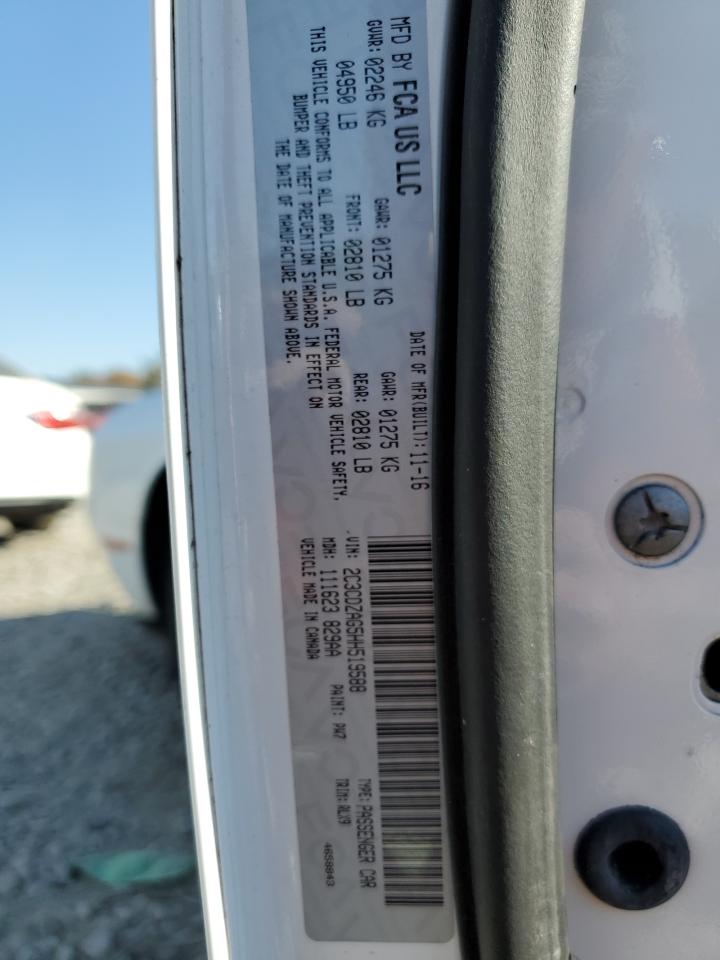 MFD BY FCA US LLC
DATE OF MFR(BUILT): 11-16
GVWR: 02246 KG
GAWR: 01275 KG
GAWR: 01275 KG
04950 LB
FRONT: 02810 LB
REAR: 02810 LB
THIS VEHICLE CONFORMS TO ALL APPLICABLE U.S.A. FEDERAL MOTOR VEHICLE SAFETY,
BUMPER AND THEFT PREVENTION STANDARDS IN EFFECT ON
THE DATE OF MANUFACTURE SHOWN ABOVE.
VIN: 2C3CDZAG5HH519588
TYPE: PASSENGER CAR
MDH: 111623 829AA
PAINT: PW7
TRIM: RLX9
VEHICLE MADE IN CANADA
4658843